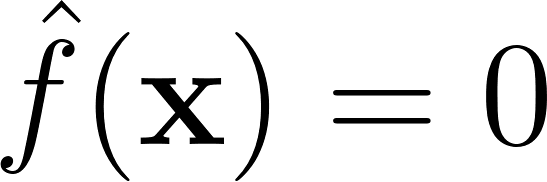 f̂(𝐱) = 0